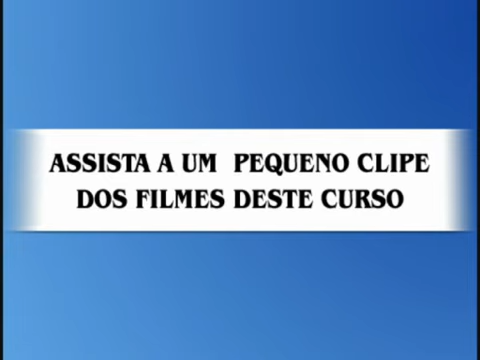 ASSISTA A UM PEQUENO CLIPE
DOS FILMES DESTE CURSO